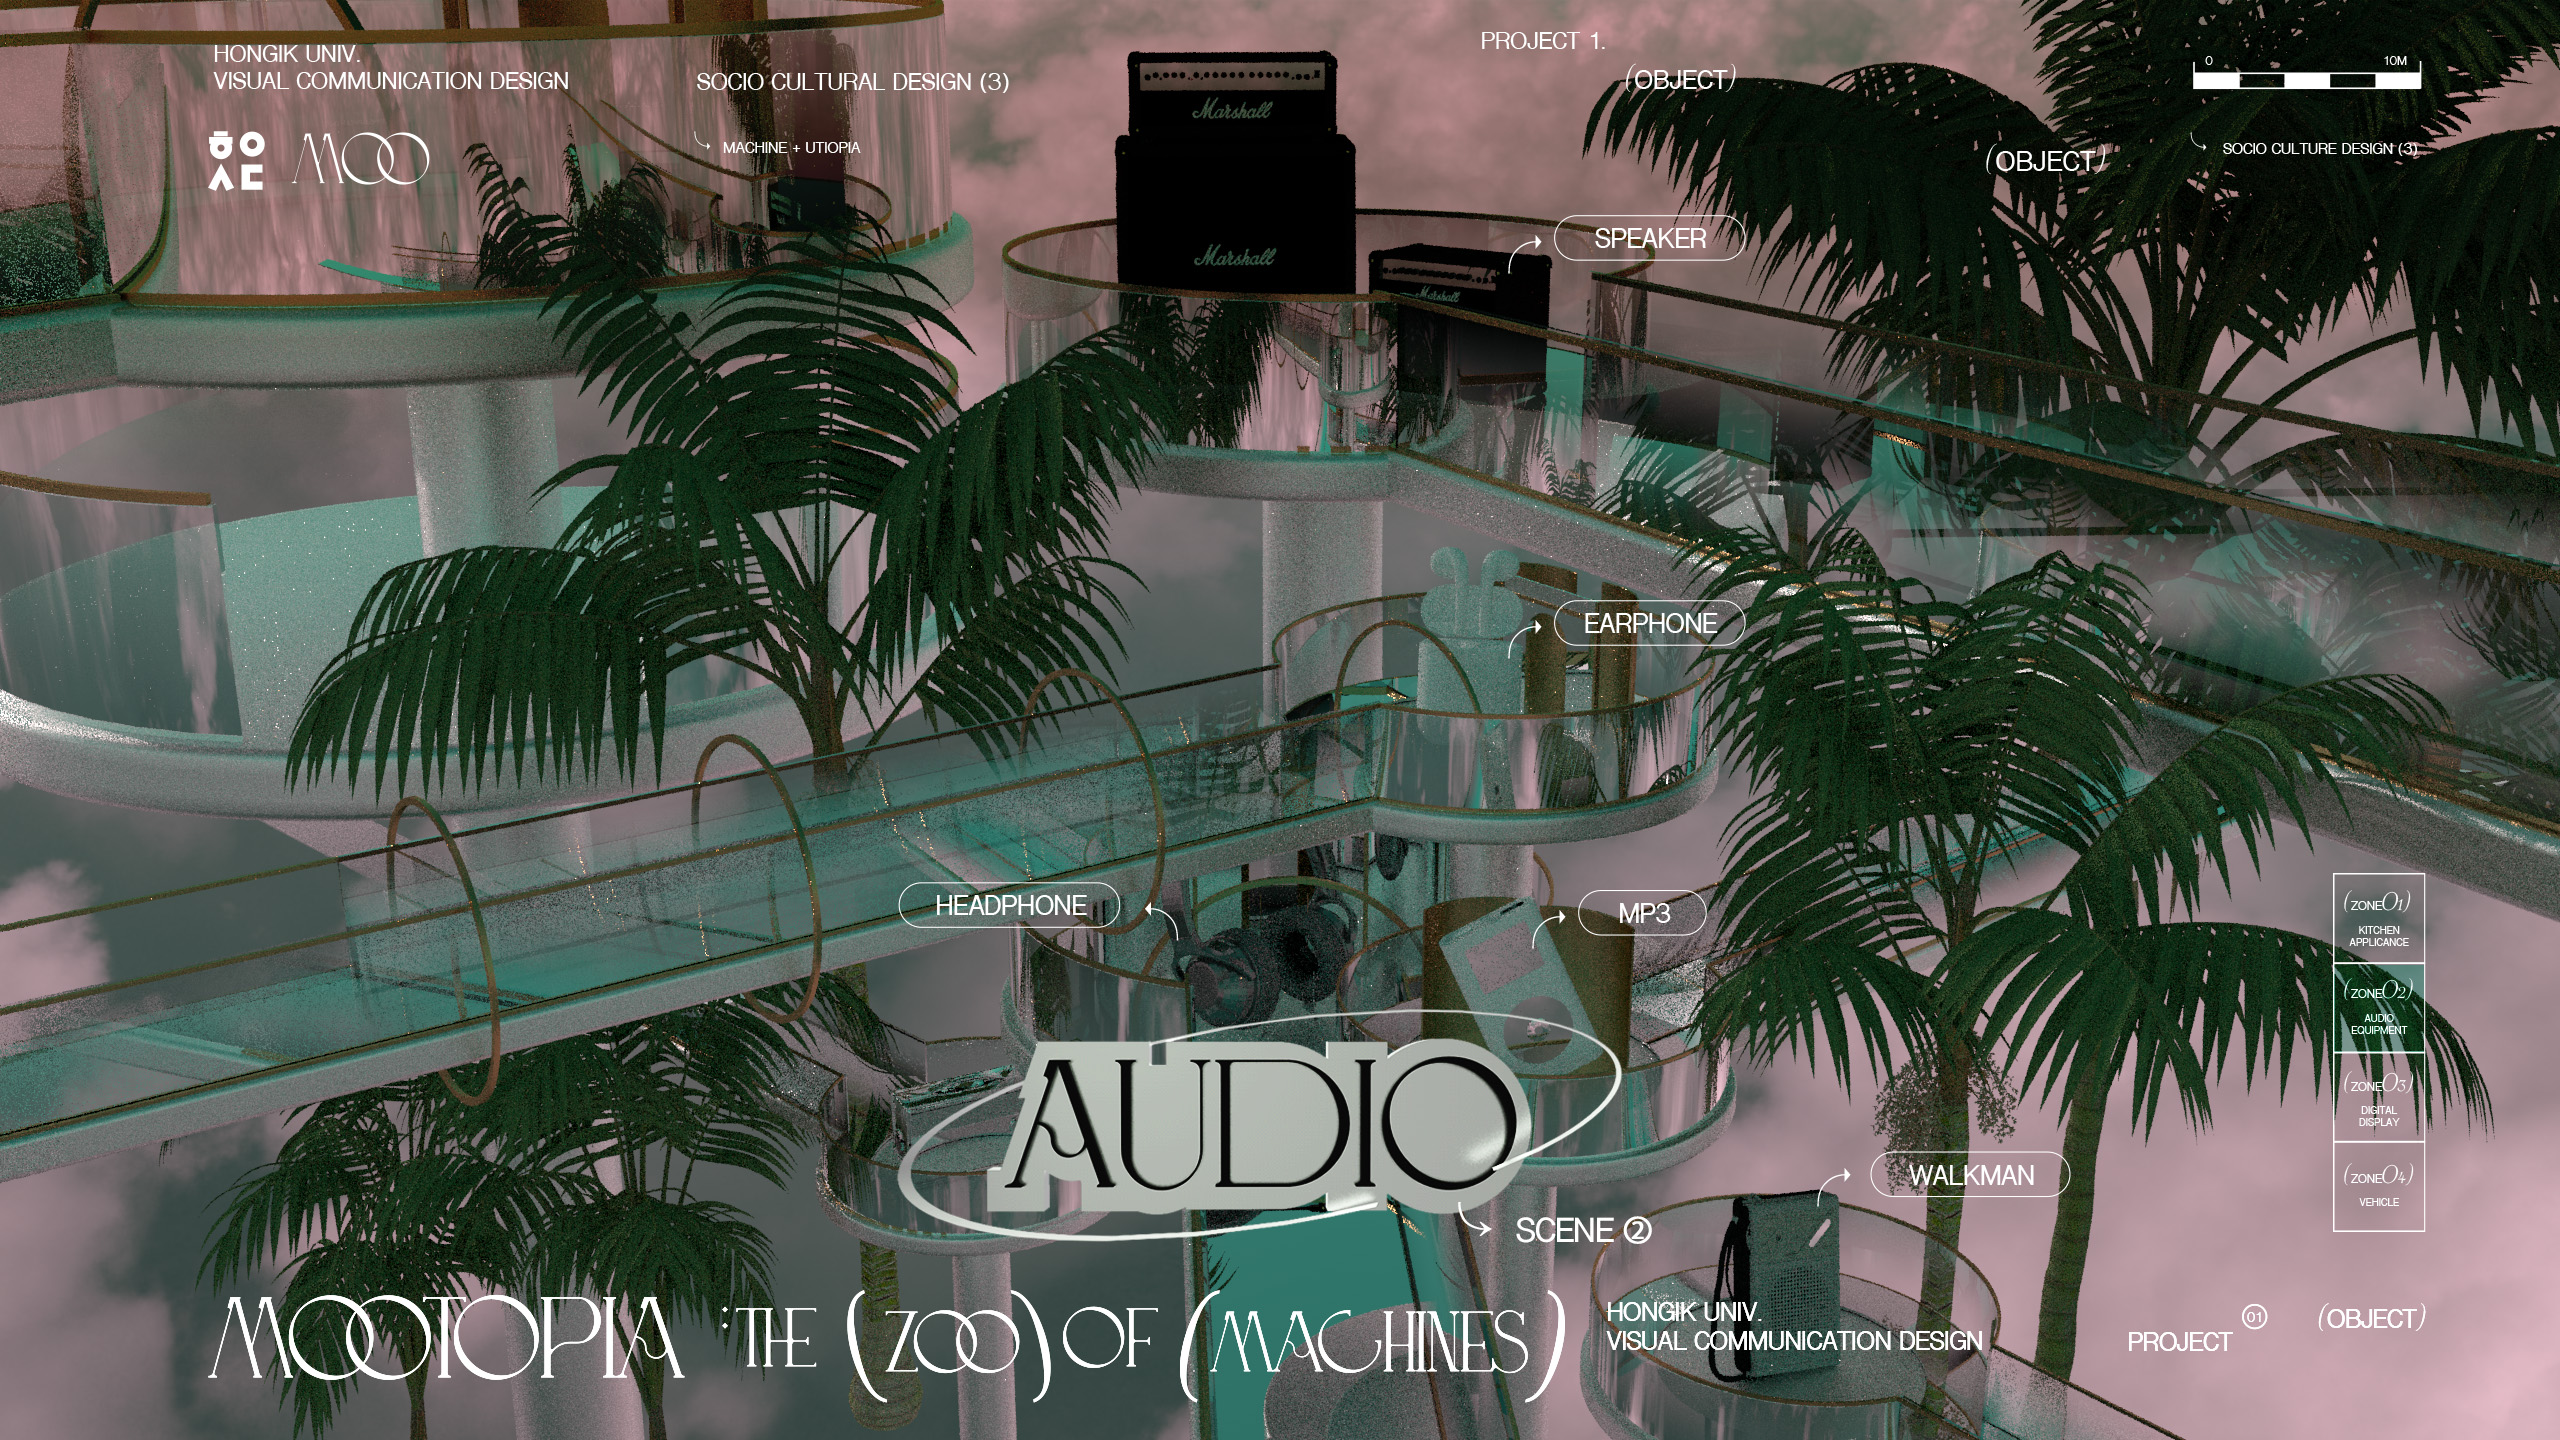 HONGIK UNIV.
VISUAL COMMUNICATION DESIGN
SOCIO CULTURAL DESIGN (3)
MACHINE + UTIOPIA
MOO
PROJECT 1.
(OBJECT)
(OBJECT)
0 10M
SOCIO CULTURE DESIGN (3)
Marshall
Marshall
Marshall
SPEAKER
EARPHONE
HEADPHONE
MP3
(ZONE01)
KITCHEN
APPLICANCE
(ZONE02)
AUDIO
EQUIPMENT
(ZONE03)
DIGITAL
DISPLAY
(ZONE04)
VEHICLE
AUDIO
WALKMAN
SCENE ②
MOOTOPIA : THE (ZOO) OF (MACHINES)
HONGIK UNIV.
VISUAL COMMUNICATION DESIGN
PROJECT 01 (OBJECT)